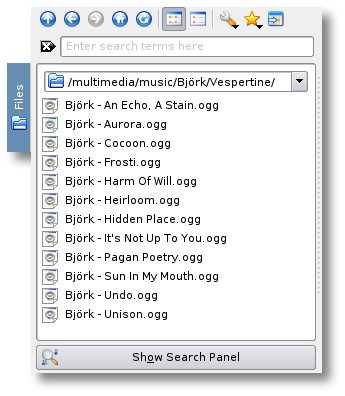 Enter search terms here
Files
/multimedia/music/Björk/Vespertine/
Björk - An Echo, A Stain.ogg
Björk - Aurora.ogg
Björk - Cocoon.ogg
Björk - Frosti.ogg
Björk - Harm Of Will.ogg
Björk - Heirloom.ogg
Björk - Hidden Place.ogg
Björk - It's Not Up To You.ogg
Björk - Pagan Poetry.ogg
Björk - Sun In My Mouth.ogg
Björk - Undo.ogg
Björk - Unison.ogg
Show Search Panel